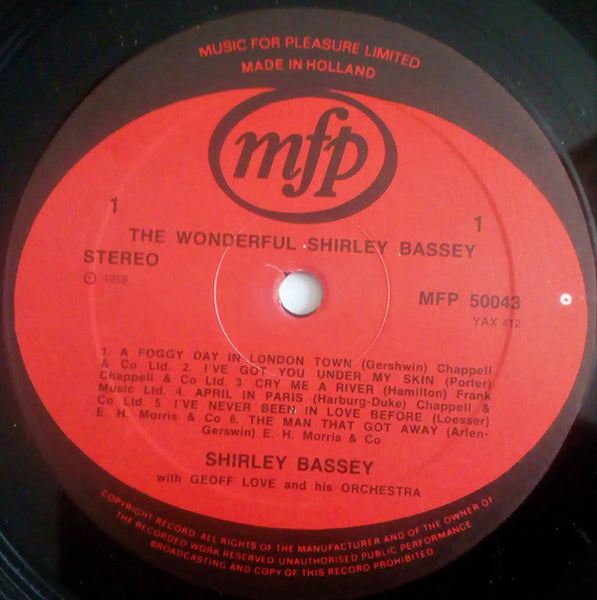 MUSIC FOR PLEASURE LIMITED
MADE IN HOLLAND
mfp
1
1
THE WONDERFUL SHIRLEY BASSEY
STEREO
℗ 1959
MFP 50043
YAX 412
1. A FOGGY DAY IN LONDON TOWN (Gershwin) Chappell
& Co Ltd. 2. I'VE GOT YOU UNDER MY SKIN (Porter)
Chappell & Co Ltd. 3. CRY ME A RIVER (Hamilton) Frank
Music Ltd. 4. APRIL IN PARIS (Harburg-Duke) Chappell &
Co Ltd. 5. I'VE NEVER BEEN IN LOVE BEFORE (Loesser)
E. H. Morris & Co 6. THE MAN THAT GOT AWAY (Arlen-
Gerswin) E. H. Morris & Co
SHIRLEY BASSEY
with GEOFF LOVE and his ORCHESTRA
COPYRIGHT RECORD. ALL RIGHTS OF THE MANUFACTURER AND OF THE OWNER OF
THE RECORDED WORK RESERVED UNAUTHORISED PUBLIC PERFORMANCE
BROADCASTING AND COPY OF THIS RECORD PROHIBITED